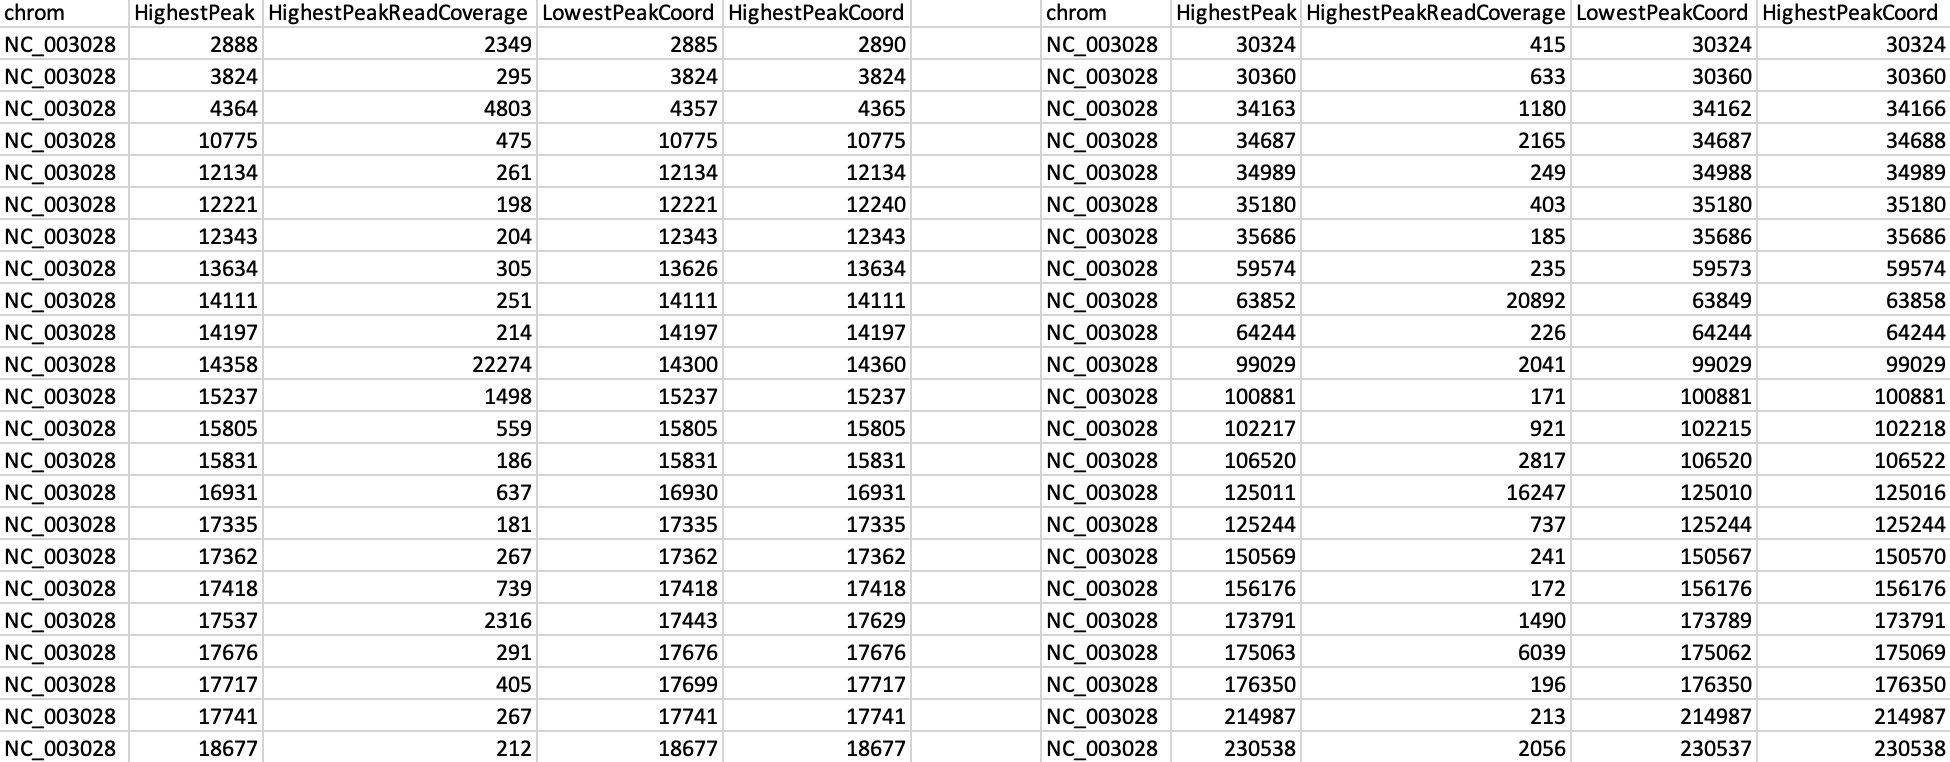 chrom HighestPeak HighestPeakReadCoverage LowestPeakCoord HighestPeakCoord chrom HighestPeak HighestPeakReadCoverage LowestPeakCoord HighestPeakCoord
NC_003028 2888 2349 2885 2890 NC_003028 30324 415 30324 30324
NC_003028 3824 295 3824 3824 NC_003028 30360 633 30360 30360
NC_003028 4364 4803 4357 4365 NC_003028 34163 1180 34162 34166
NC_003028 10775 475 10775 10775 NC_003028 34687 2165 34687 34688
NC_003028 12134 261 12134 12134 NC_003028 34989 249 34988 34989
NC_003028 12221 198 12221 12240 NC_003028 35180 403 35180 35180
NC_003028 12343 204 12343 12343 NC_003028 35686 185 35686 35686
NC_003028 13634 305 13626 13634 NC_003028 59574 235 59573 59574
NC_003028 14111 251 14111 14111 NC_003028 63852 20892 63849 63858
NC_003028 14197 214 14197 14197 NC_003028 64244 226 64244 64244
NC_003028 14358 22274 14300 14360 NC_003028 99029 2041 99029 99029
NC_003028 15237 1498 15237 15237 NC_003028 100881 171 100881 100881
NC_003028 15805 559 15805 15805 NC_003028 102217 921 102215 102218
NC_003028 15831 186 15831 15831 NC_003028 106520 2817 106520 106522
NC_003028 16931 637 16930 16931 NC_003028 125011 16247 125010 125016
NC_003028 17335 181 17335 17335 NC_003028 125244 737 125244 125244
NC_003028 17362 267 17362 17362 NC_003028 150569 241 150567 150570
NC_003028 17418 739 17418 17418 NC_003028 156176 172 156176 156176
NC_003028 17537 2316 17443 17629 NC_003028 173791 1490 173789 173791
NC_003028 17676 291 17676 17676 NC_003028 175063 6039 175062 175069
NC_003028 17717 405 17699 17717 NC_003028 176350 196 176350 176350
NC_003028 17741 267 17741 17741 NC_003028 214987 213 214987 214987
NC_003028 18677 212 18677 18677 NC_003028 230538 2056 230537 230538